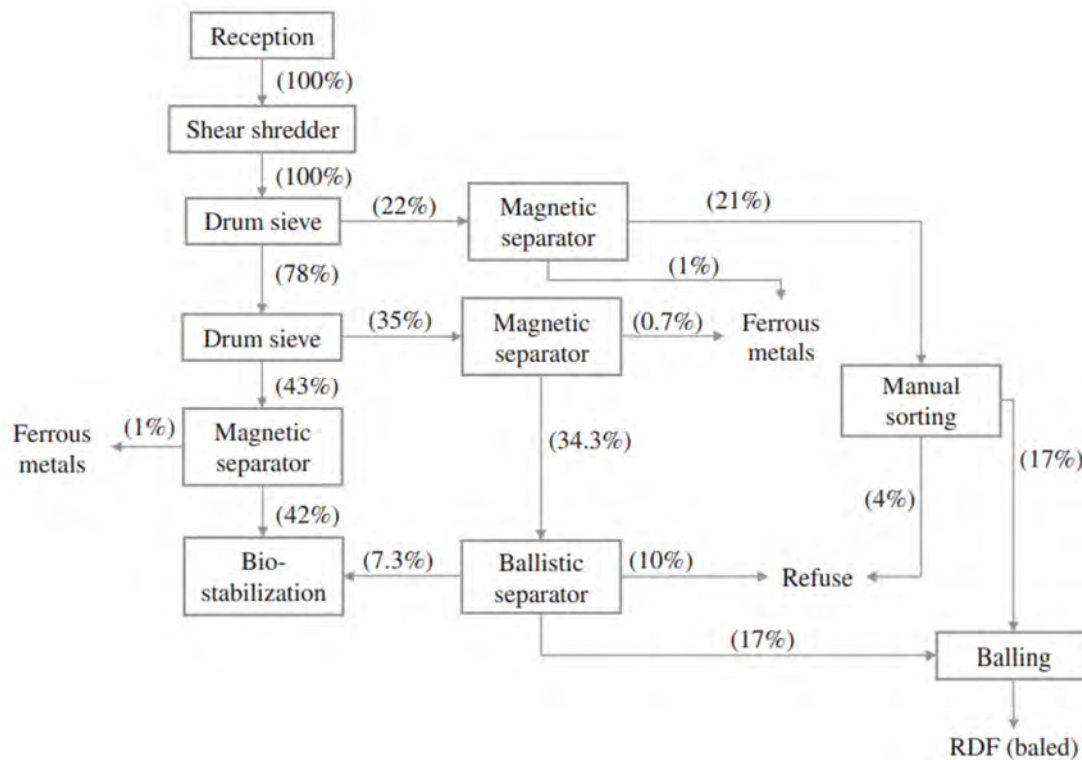 Reception
(100%)
Shear shredder
(100%)
Drum sieve
(22%)
Magnetic
separator
(21%)
(1%)
(78%)
Drum sieve
(35%)
Magnetic
separator
(0.7%)
Ferrous
metals
(43%)
Manual
sorting
Ferrous
metals
(1%)
Magnetic
separator
(34.3%)
(17%)
(4%)
(42%)
Bio-
stabilization
(7.3%)
Ballistic
separator
(10%)
Refuse
(17%)
Balling
RDF (baled)